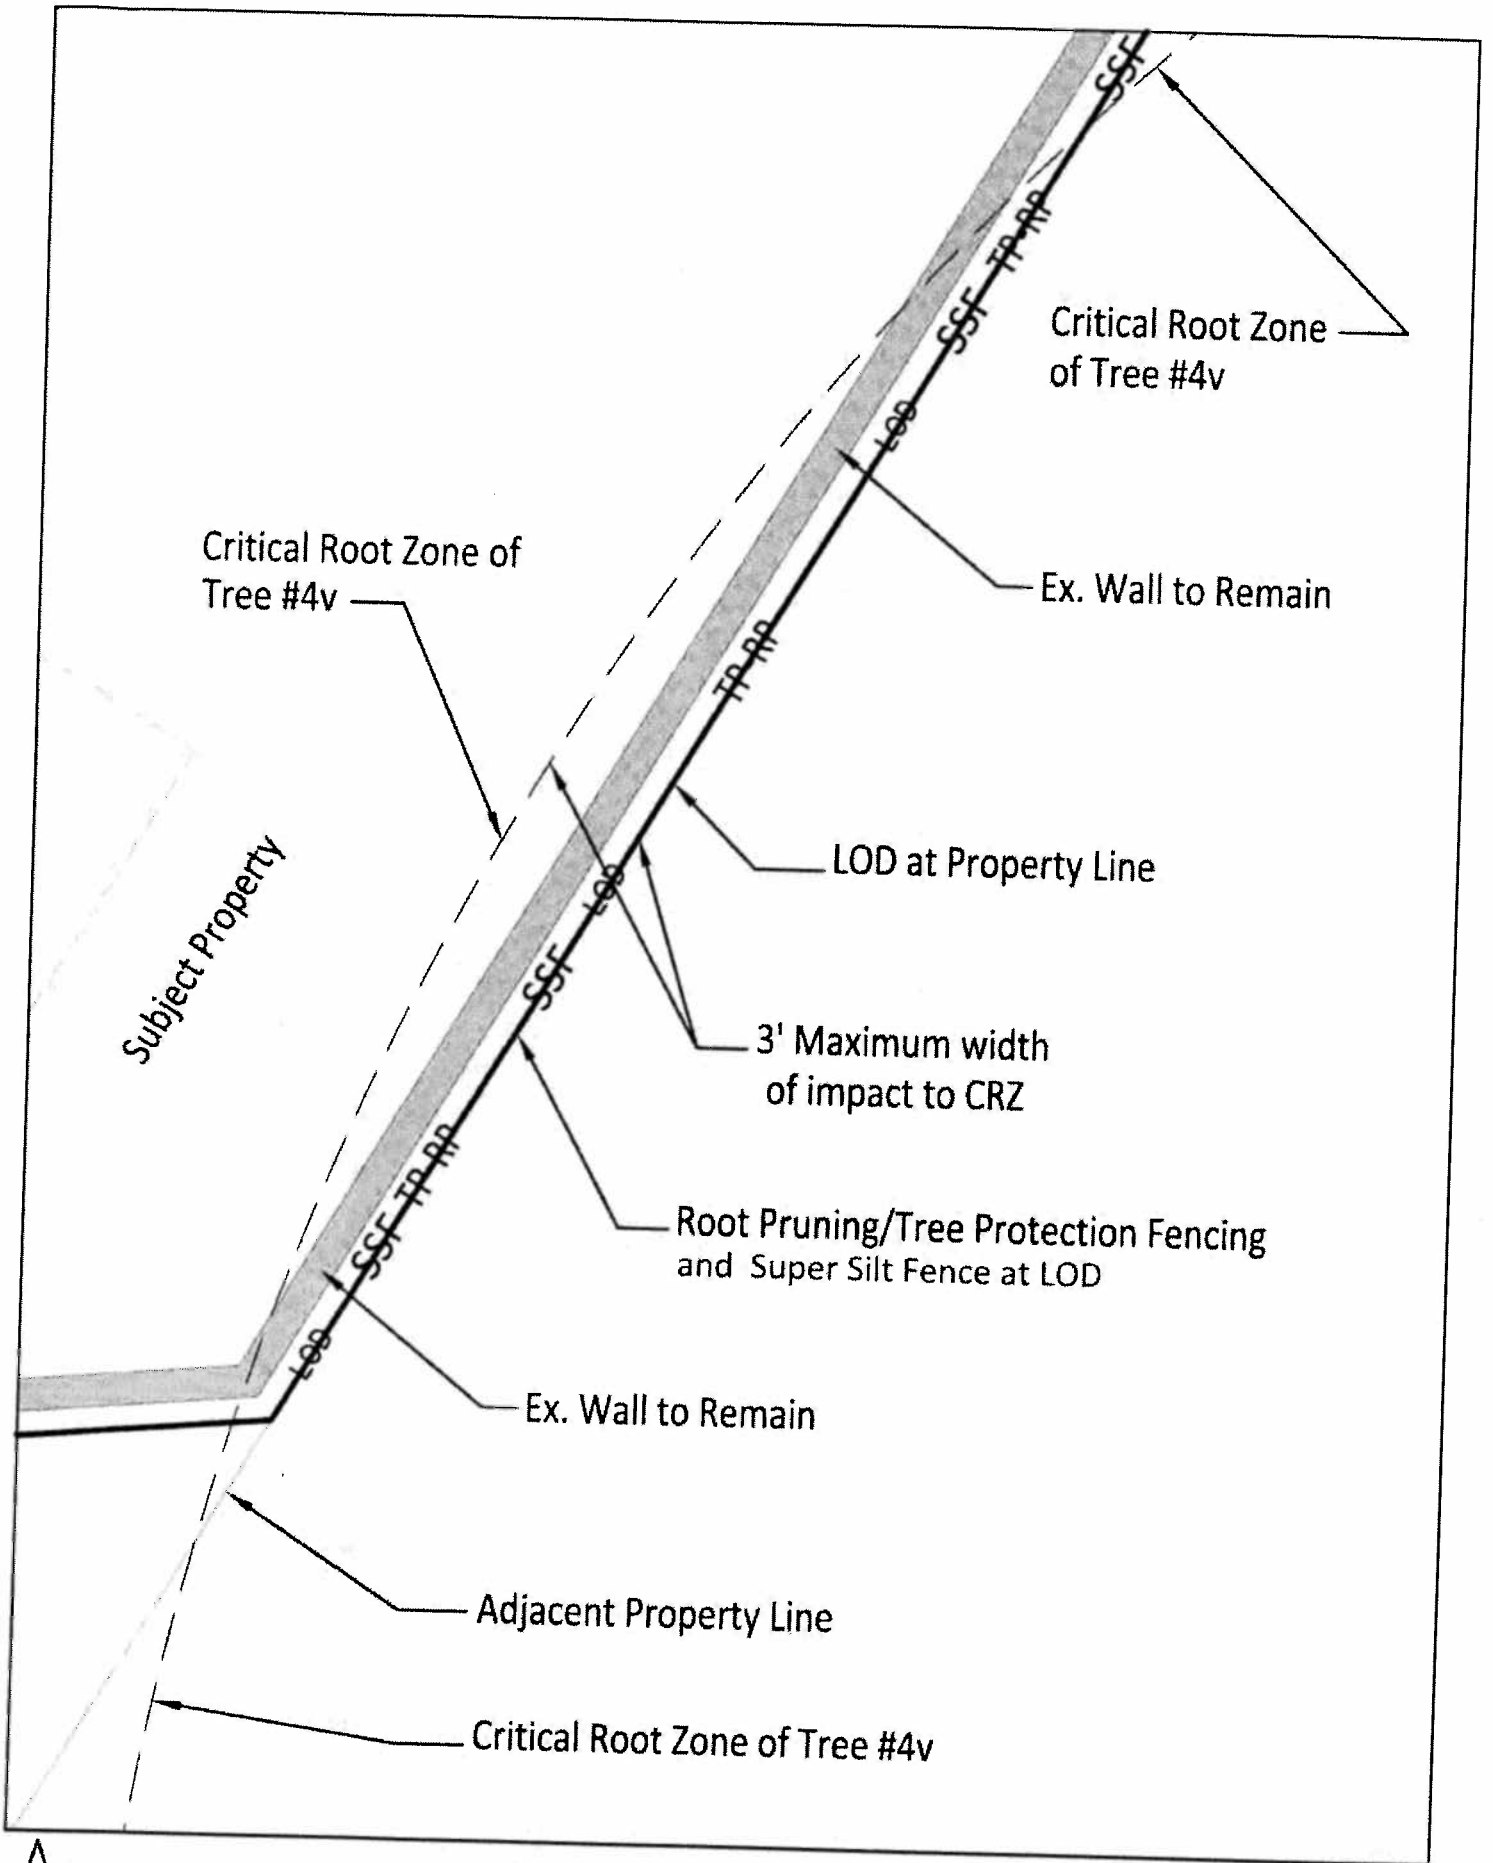 SSF
TP-RP
SSF
Critical Root Zone
of Tree #4v
LOD
Critical Root Zone of
Tree #4v
Ex. Wall to Remain
TP-RP
LOD at Property Line
LOD
Subject Property
SSF
3' Maximum width
of impact to CRZ
TP-RP
Root Pruning/Tree Protection Fencing
and Super Silt Fence at LOD
SSF
LOD
Ex. Wall to Remain
Adjacent Property Line
Critical Root Zone of Tree #4v